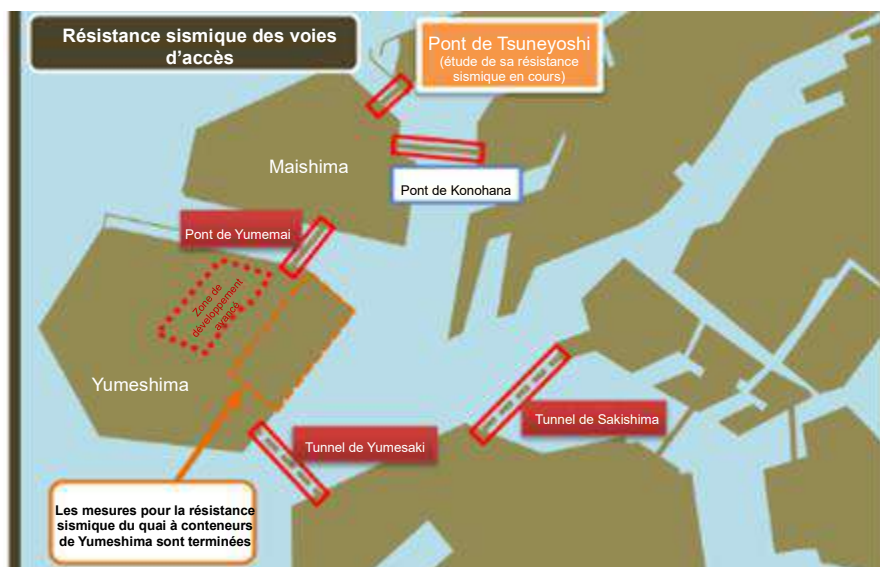 Résistance sismique des voies
d’accès
Pont de Tsuneyoshi
(étude de sa résistance
sismique en cours)
Maishima
Pont de Konohana
Pont de Yumemai
Zone de
développement
avancé
Yumeshima
Tunnel de Sakishima
Tunnel de Yumesaki
Les mesures pour la résistance
sismique du quai à conteneurs
de Yumeshima sont terminées